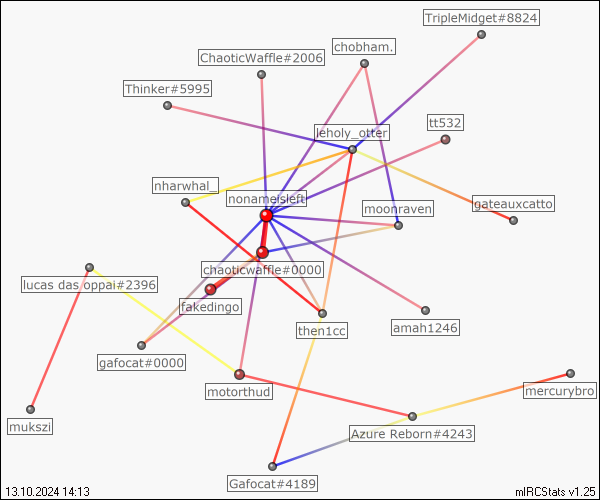 TripleMidget#8824
chobham.
ChaoticWaffle#2006
Thinker#5995
tt532
leholy_otter
nharwhal_
nonameisleft
moonraven
gateauxcatto
chaoticwaffle#0000
lucas das oppai#2396
fakedingo
then1cc
amah1246
gafocat#0000
motorthud
mercurybro
mukszi
Azure Reborn#4243
Gafocat#4189
13.10.2024 14:13
mIRCStats v1.25